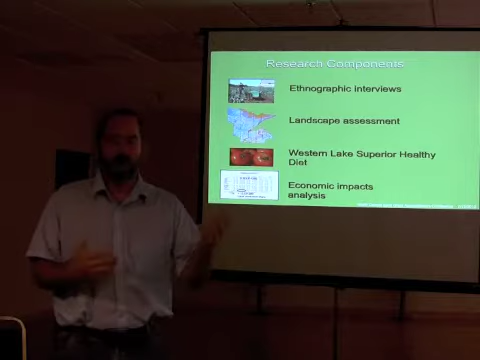 Research Components
Ethnographic interviews
Landscape assessment
Western Lake Superior Healthy
Diet
Economic impacts
analysis